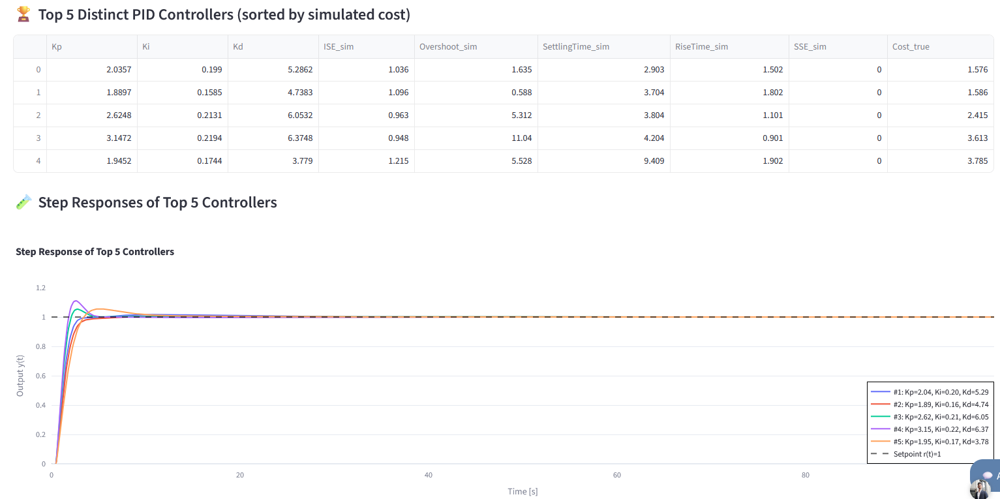 Top 5 Distinct PID Controllers (sorted by simulated cost)
Kp Ki Kd ISE_sim Overshoot_sim SettlingTime_sim RiseTime_sim SSE_sim Cost_true
0 2.0357 0.199 5.2862 1.036 1.635 2.903 1.502 0 1.576
1 1.8897 0.1585 4.7383 1.096 0.588 3.704 1.802 0 1.586
2 2.6248 0.2131 6.0532 0.963 5.312 3.804 1.101 0 2.415
3 3.1472 0.2194 6.3748 0.948 11.04 4.204 0.901 0 3.613
4 1.9452 0.1744 3.779 1.215 5.528 9.409 1.902 0 3.785
Step Responses of Top 5 Controllers
Step Response of Top 5 Controllers
1.2
1
0.8
0.6
0.4
0.2
0
Output y(t)
0 20 40 60 80
Time [s]
#1: Kp=2.04, Ki=0.20, Kd=5.29
#2: Kp=1.89, Ki=0.16, Kd=4.74
#3: Kp=2.62, Ki=0.21, Kd=6.05
#4: Kp=3.15, Ki=0.22, Kd=6.37
#5: Kp=1.95, Ki=0.17, Kd=3.78
Setpoint r(t)=1